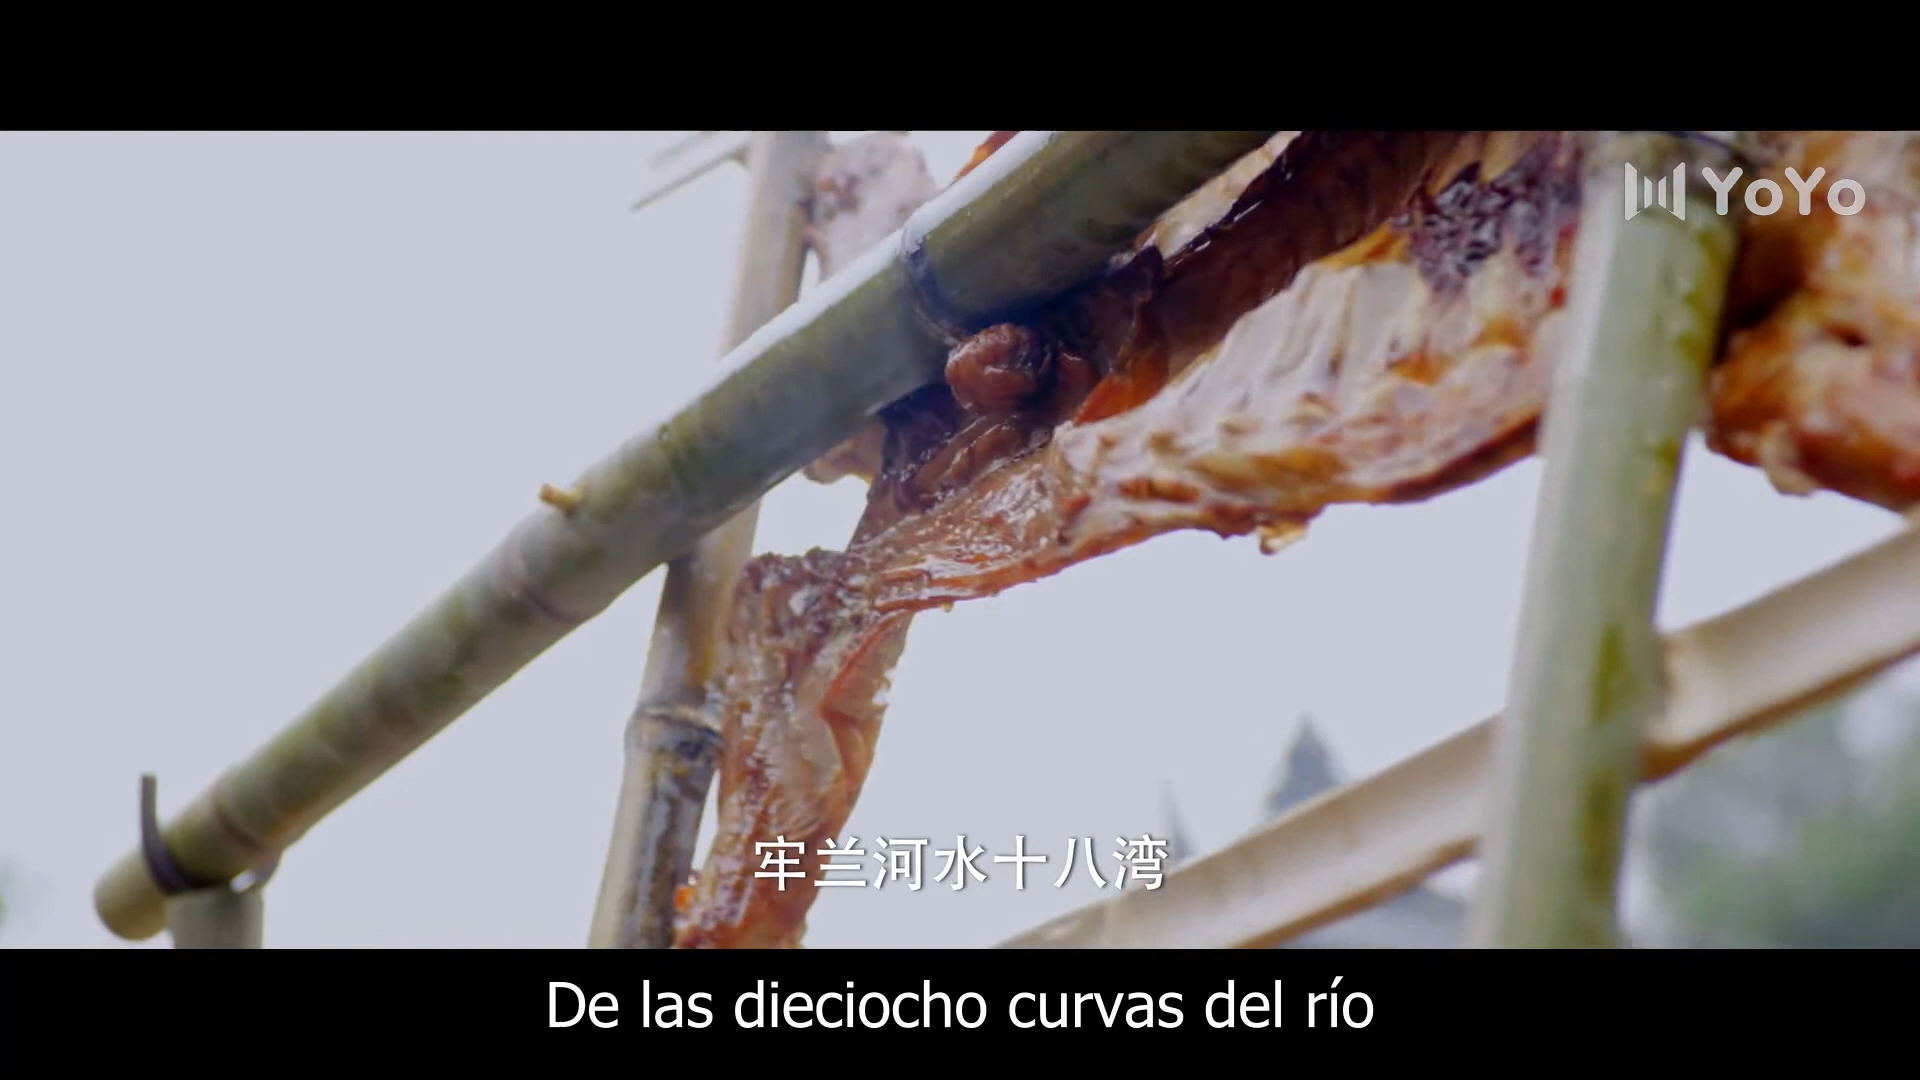 YoYo
牢兰河水十八湾
De las dieciocho curvas del río